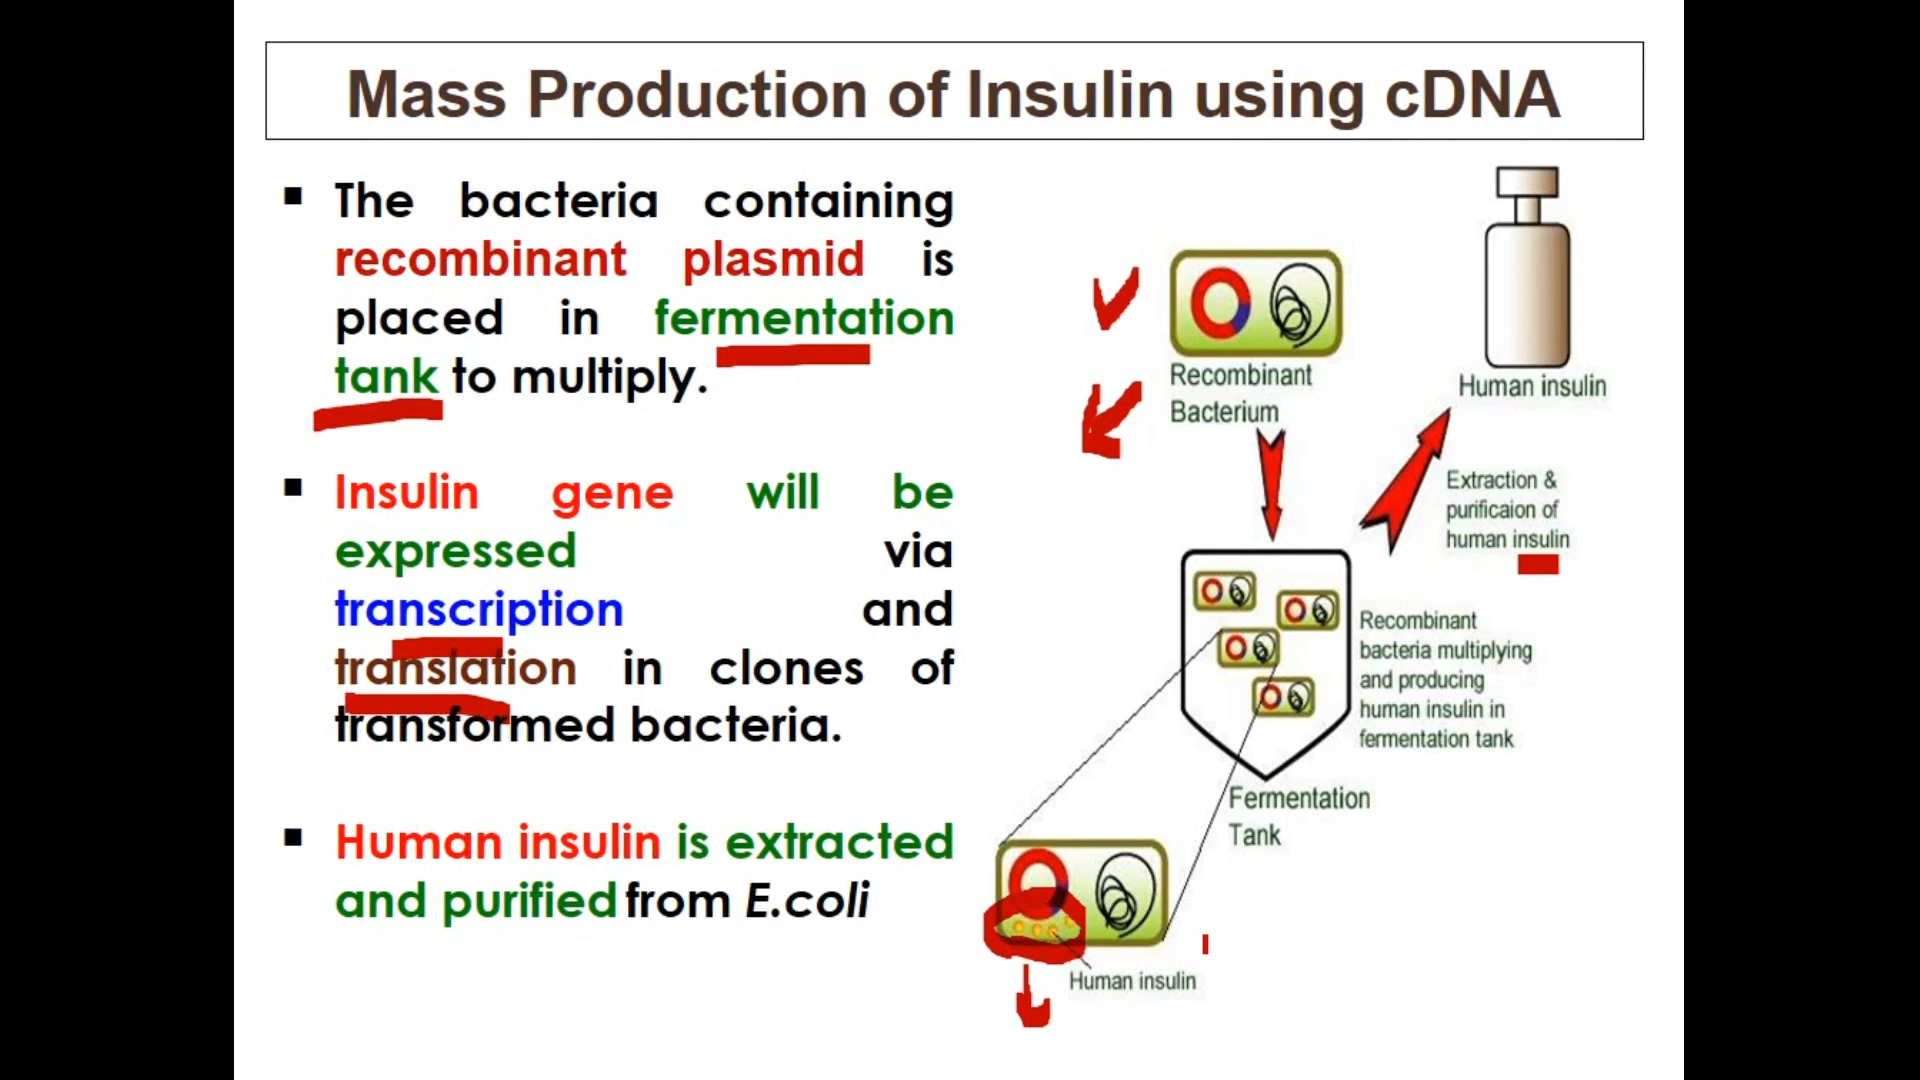 Mass Production of Insulin using cDNA
▪ The bacteria containing
recombinant plasmid is
placed in fermentation
tank to multiply.
▪ Insulin gene will be
expressed via
transcription and
translation in clones of
transformed bacteria.
▪ Human insulin is extracted
and purified from E.coli
Recombinant
Bacterium
Human insulin
Extraction &
purificaion of
human insulin
Recombinant
bacteria multiplying
and producing
human insulin in
fermentation tank
Fermentation
Tank
Human insulin